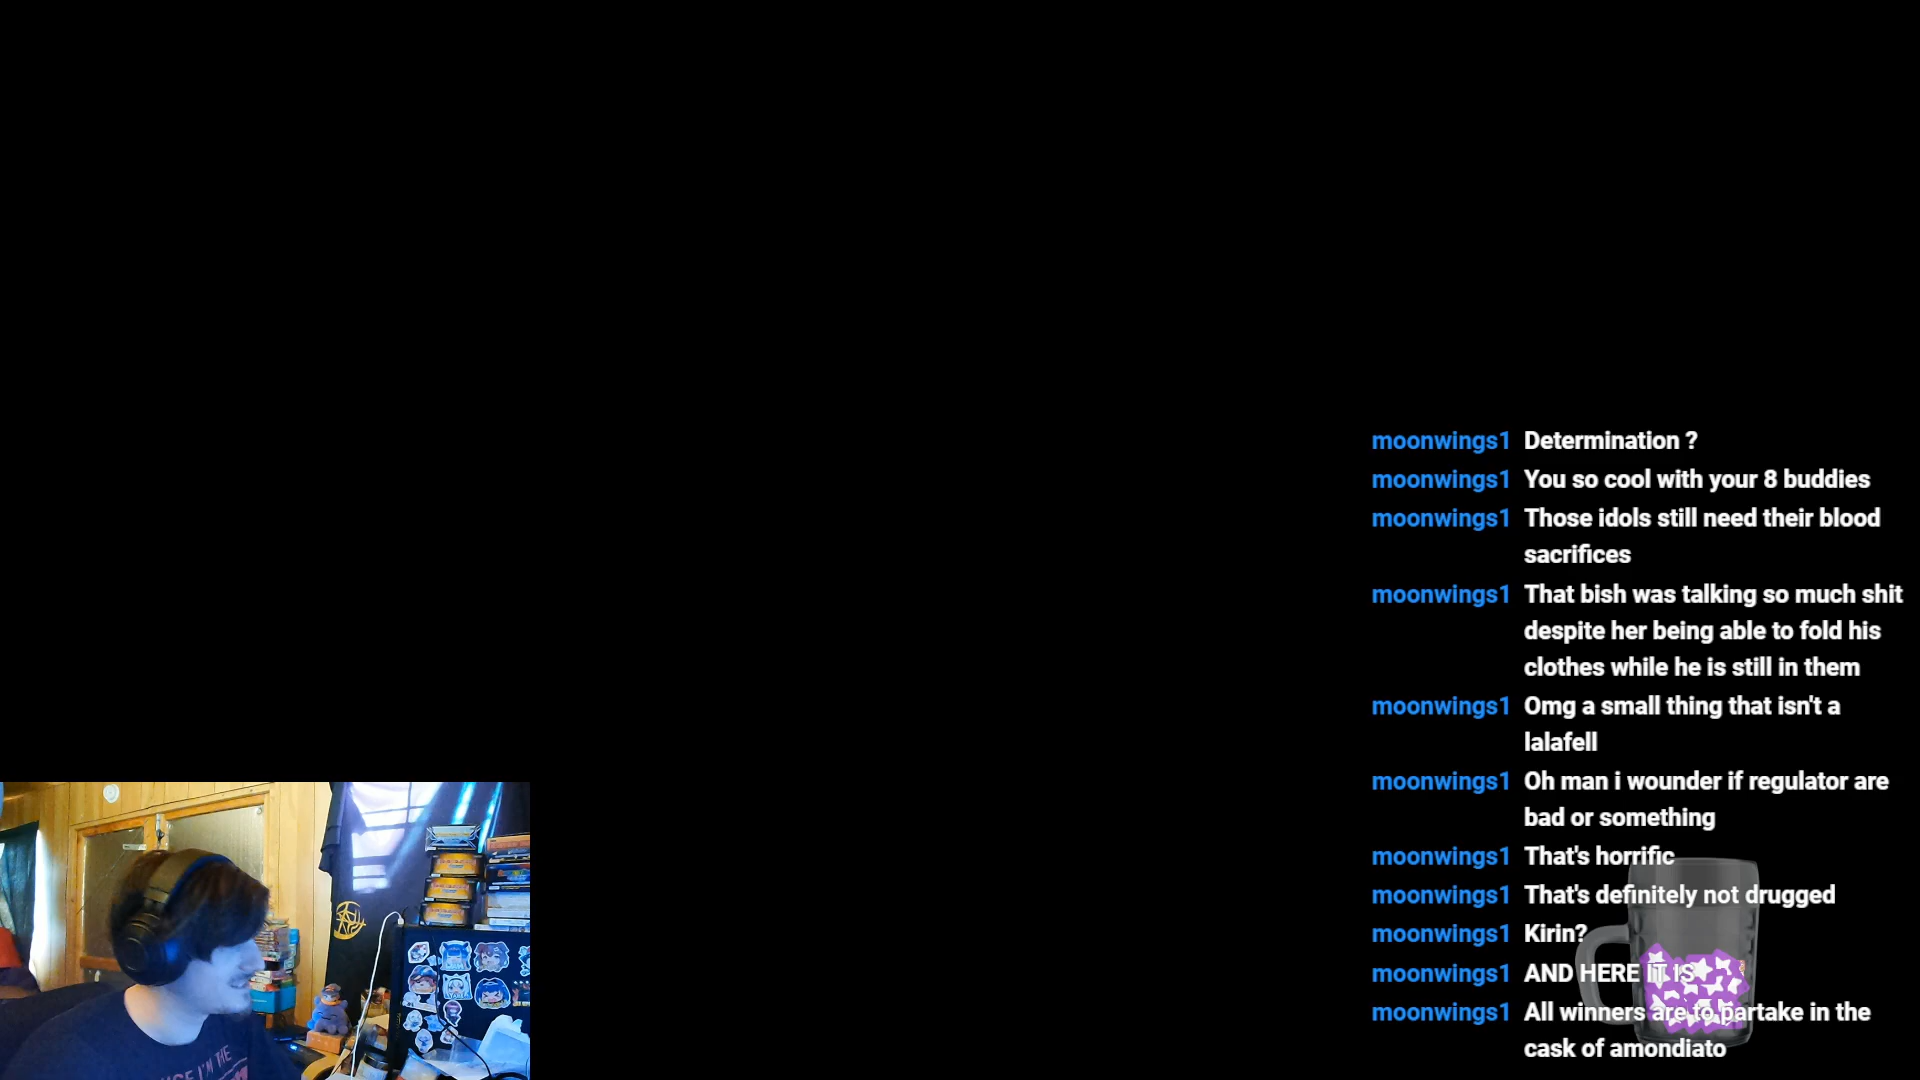 moonwings1 Determination ?
moonwings1 You so cool with your 8 buddies
moonwings1 Those idols still need their blood
sacrifices
moonwings1 That bish was talking so much shit
despite her being able to fold his
clothes while he is still in them
moonwings1 Omg a small thing that isn't a
lalafell
moonwings1 Oh man i wounder if regulator are
bad or something
moonwings1 That's horrific
moonwings1 That's definitely not drugged
moonwings1 Kirin?
moonwings1 AND HERE IT IS
moonwings1 All winners are to partake in the
cask of amondiato
I'M THE